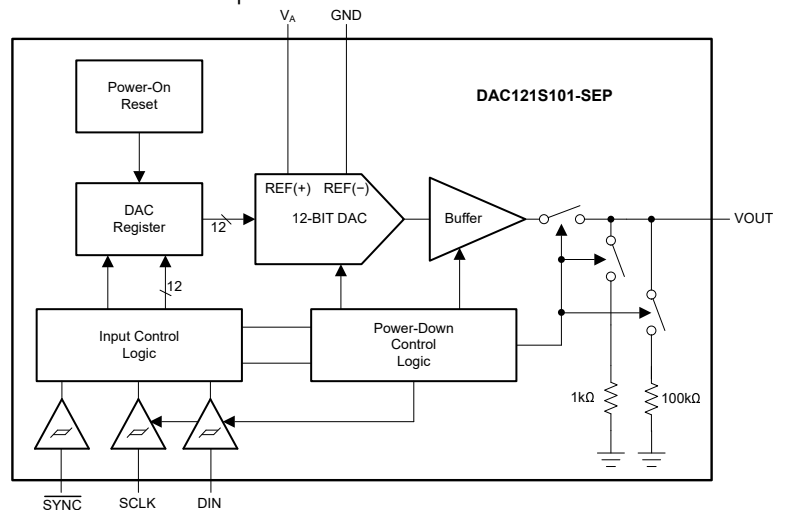 V_A GND
Power-On
Reset
DAC121S101-SEP
REF(+) REF(−)
DAC
Register
12
12-BIT DAC
Buffer
VOUT
12
Input Control
Logic
Power-Down
Control
Logic
1kΩ
100kΩ
SYNC SCLK DIN